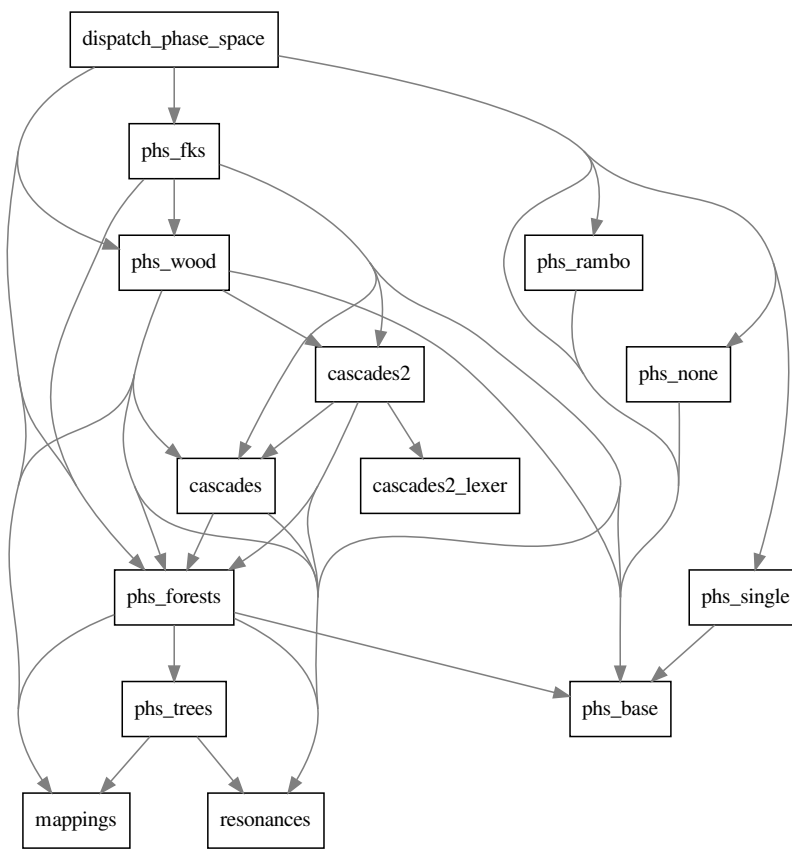 dispatch_phase_space
phs_fks
phs_wood
phs_rambo
cascades2
phs_none
cascades
cascades2_lexer
phs_forests
phs_single
phs_trees
phs_base
mappings
resonances